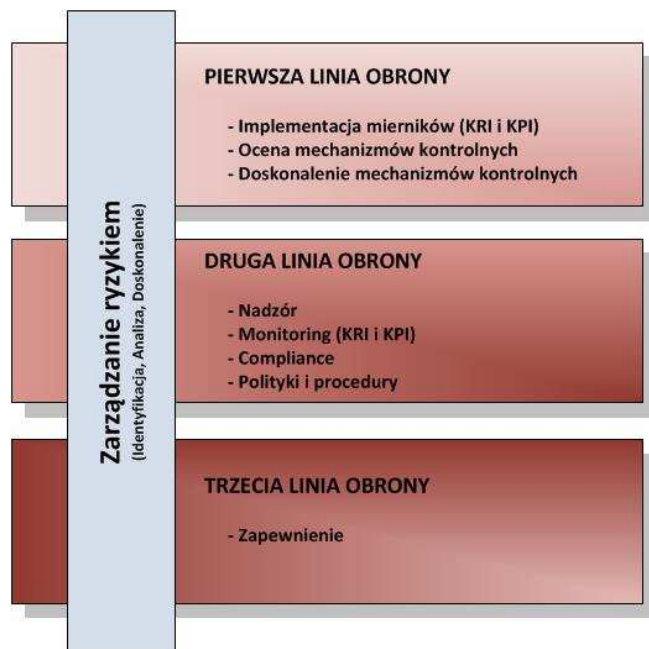 Zarządzanie ryzykiem
(Identyfikacja, Analiza, Doskonalenie)
PIERWSZA LINIA OBRONY
- Implementacja mierników (KRI i KPI)
- Ocena mechanizmów kontrolnych
- Doskonalenie mechanizmów kontrolnych
DRUGA LINIA OBRONY
- Nadzór
- Monitoring (KRI i KPI)
- Compliance
- Polityki i procedury
TRZECIA LINIA OBRONY
- Zapewnienie